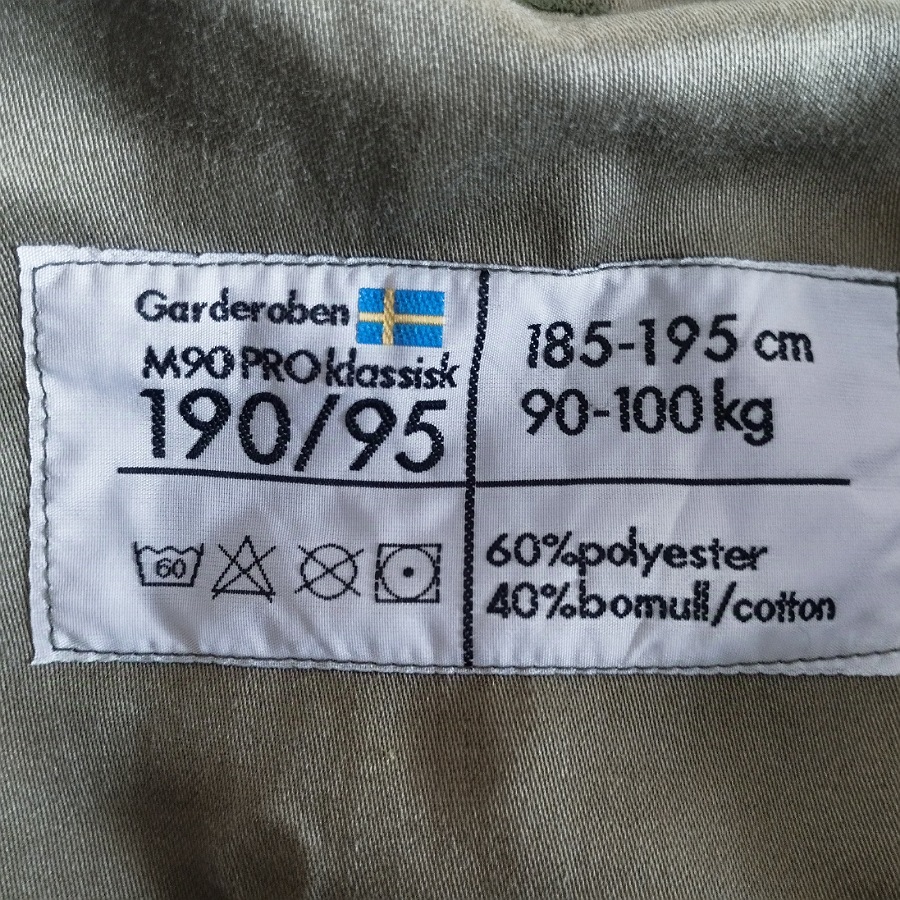 Garderoben
M90 PRO klassisk
190/95
185-195 cm
90-100 kg
60
60% polyester
40% bomull/cotton